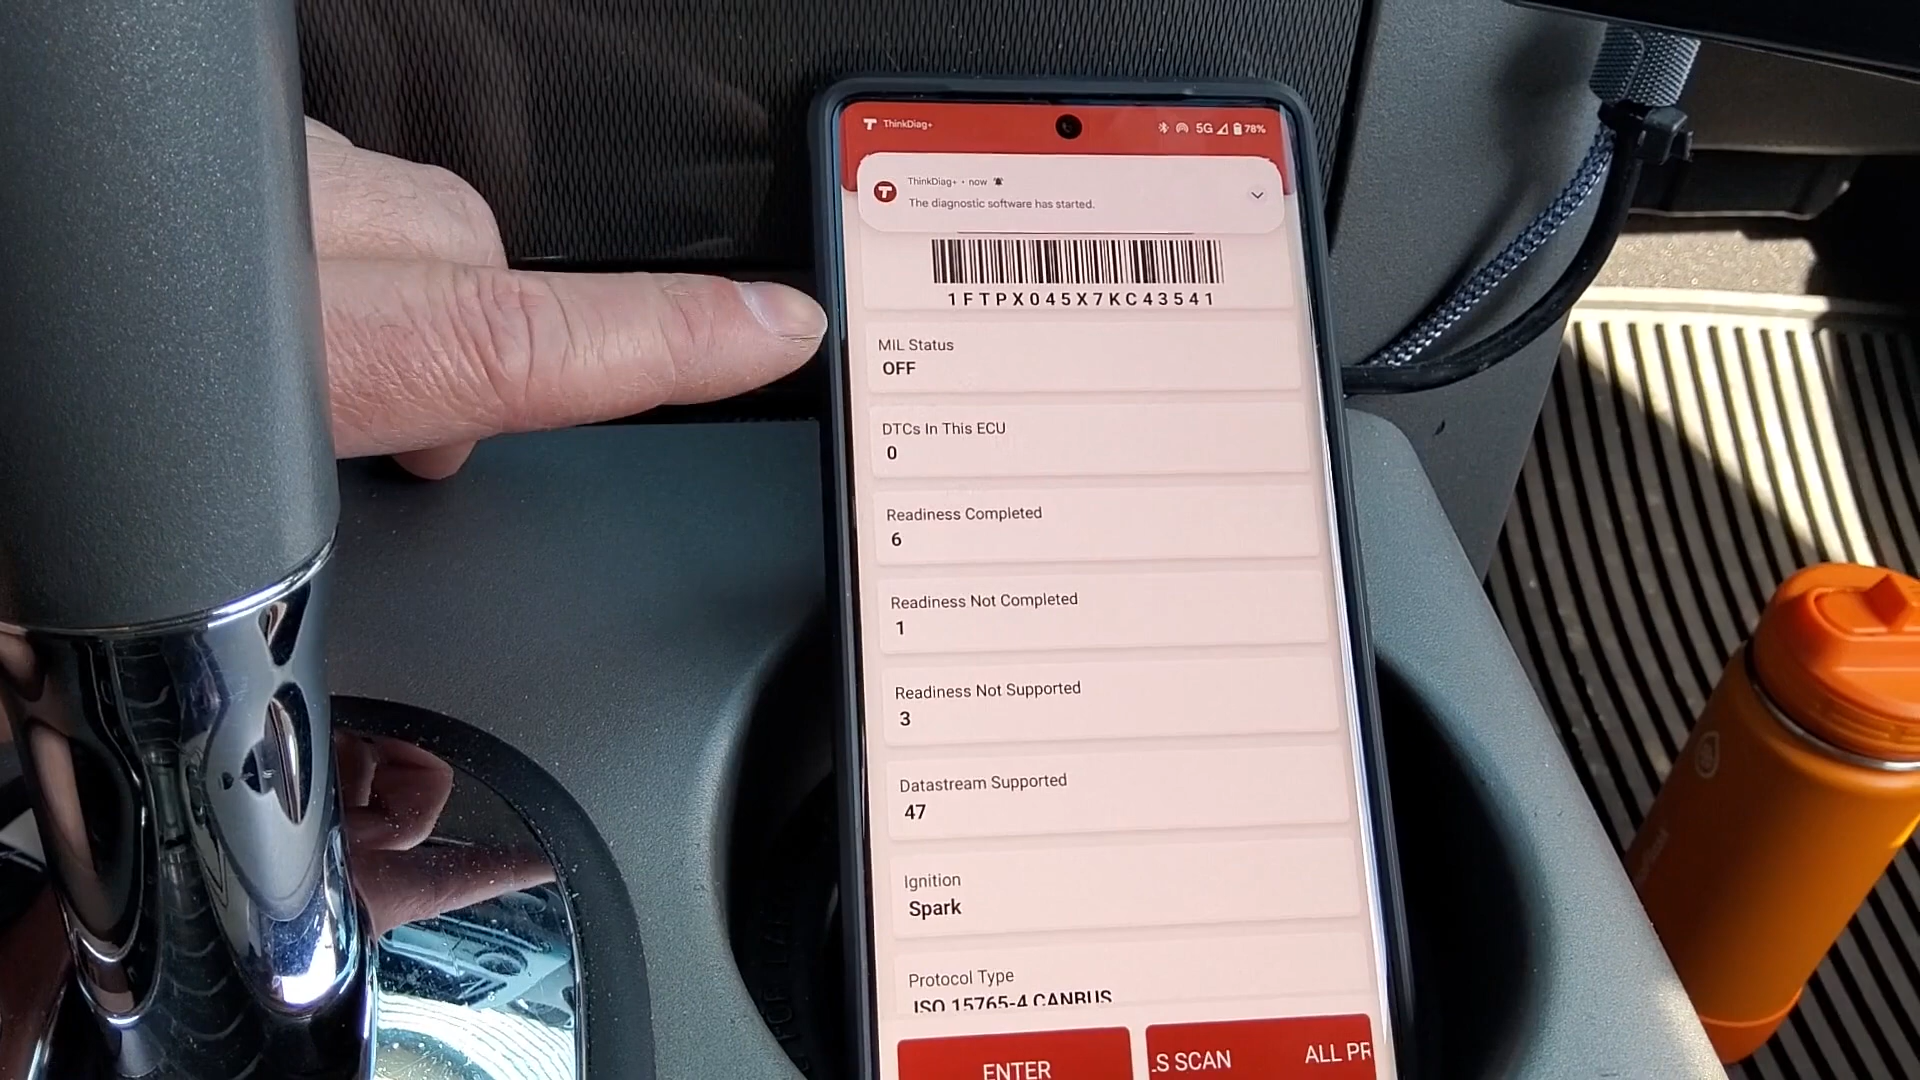 ThinkDiag+
5G 78%
ThinkDiag+ • now
The diagnostic software has started.
1FTPX045X7KC43541
MIL Status
OFF
DTCs In This ECU
0
Readiness Completed
6
Readiness Not Completed
1
Readiness Not Supported
3
Datastream Supported
47
Ignition
Spark
Protocol Type
ISO 15765-4 CANBUS
ENTER
LS SCAN ALL PR